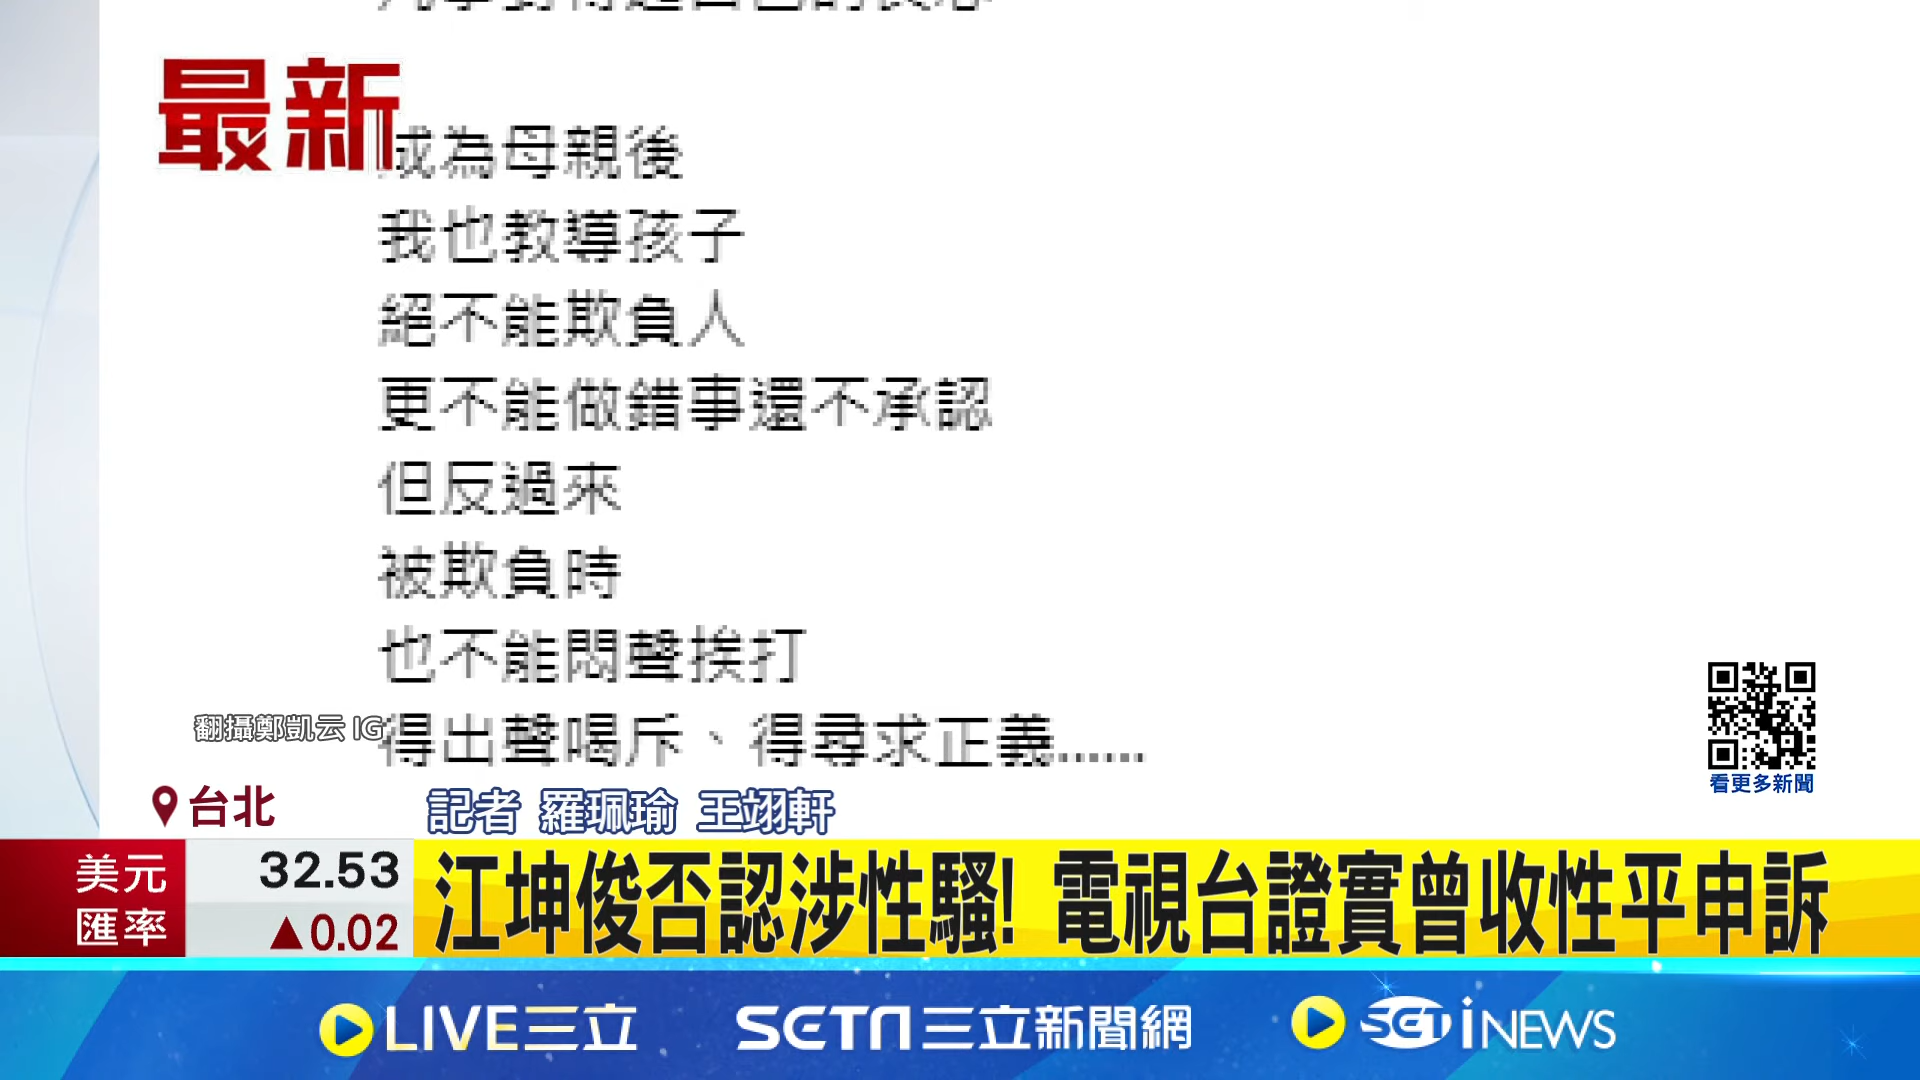 最新
成為母親後
我也教導孩子
絕不能欺負人
更不能做錯事還不承認
但反過來
被欺負時
也不能悶聲挨打
得出聲喝斥、得尋求正義......
翻攝鄭凱云 IG
看更多新聞
台北
記者 羅珮瑜 王翊軒
美元匯率
32.53
▲0.02
江坤俊否認涉性騷! 電視台證實曾收性平申訴
LIVE三立
SETN三立新聞網
SET iNEWS